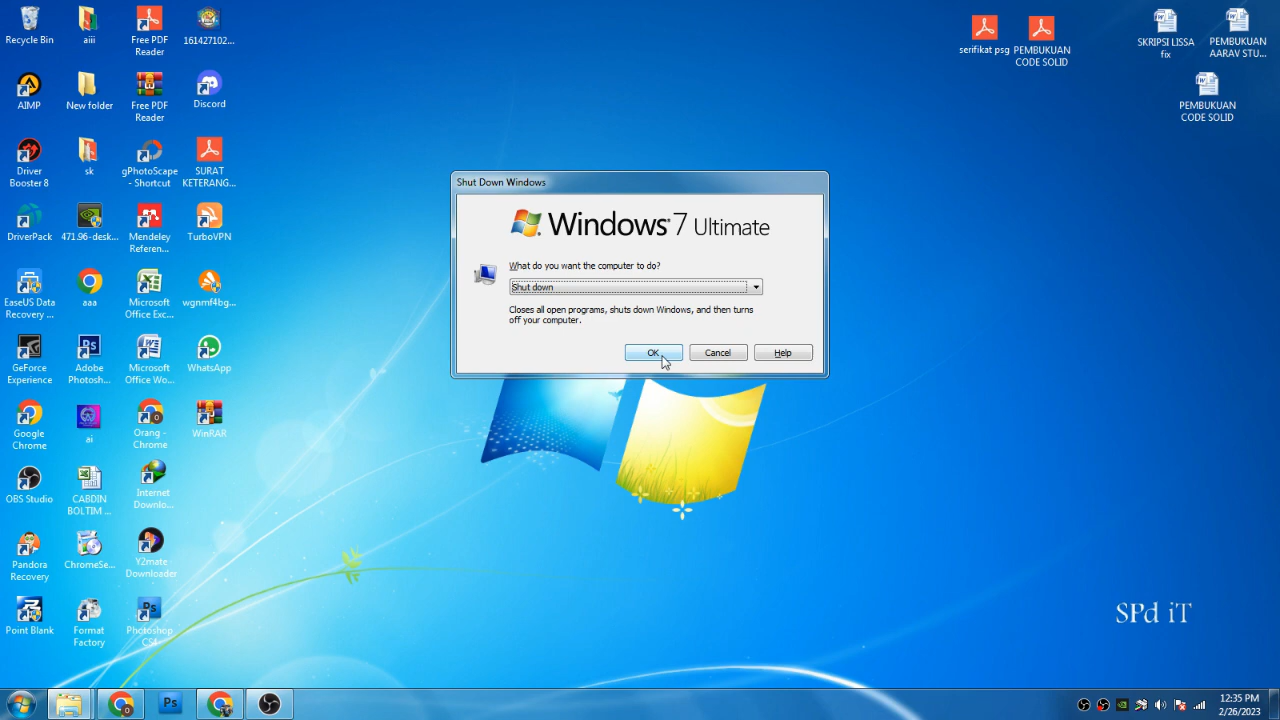 Recycle Bin
aiii
Free PDF
Reader
161427102...
AIMP
New folder
Free PDF
Reader
Discord
Driver
Booster 8
sk
gPhotoScape
- Shortcut
SURAT
KETERANG...
DriverPack
471.96-desk...
Mendeley
Referen...
TurboVPN
EaseUS Data
Recovery ...
aaa
Microsoft
Office Exc...
wgnmf4bg...
GeForce
Experience
Adobe
Photosh...
Microsoft
Office Wo...
WhatsApp
Google
Chrome
ai
Orang -
Chrome
WinRAR
OBS Studio
CABDIN
BOLTIM ...
Internet
Downlo...
Pandora
Recovery
ChromeSe...
Y2mate
Downloader
Point Blank
Format
Factory
Photoshop
CS4
serifikat psg
PEMBUKUAN
CODE SOLID
SKRIPSI LISSA
fix
PEMBUKUAN
AARAV STU...
PEMBUKUAN
CODE SOLID
Shut Down Windows
Windows 7 Ultimate
What do you want the computer to do?
Shut down
Closes all open programs, shuts down Windows, and then turns
off your computer.
OK
Cancel
Help
SPd iT
Ps
12:35 PM
2/26/2023